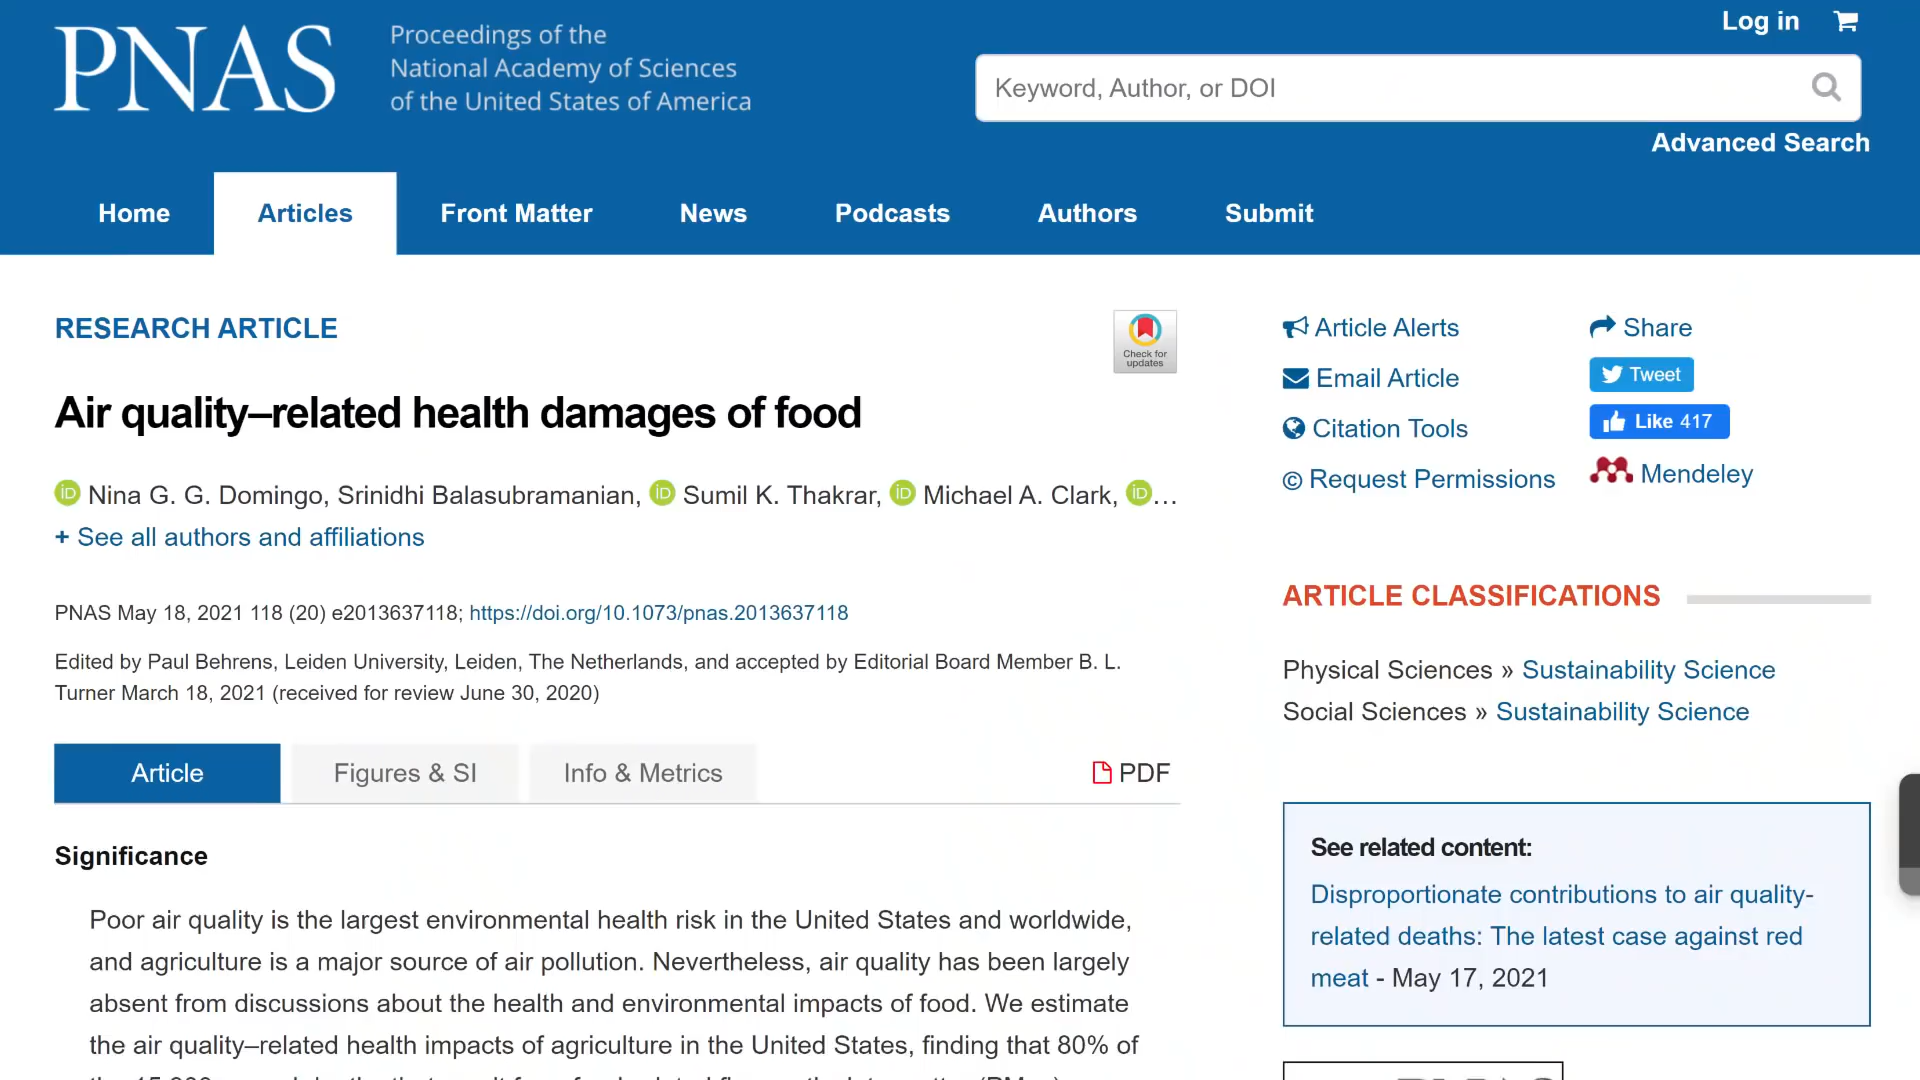 PNAS
Proceedings of the
National Academy of Sciences
of the United States of America
Log in
Keyword, Author, or DOI
Advanced Search
Home Articles Front Matter News Podcasts Authors Submit
RESEARCH ARTICLE
Check for
updates
Air quality–related health damages of food
iD Nina G. G. Domingo, Srinidhi Balasubramanian, iD Sumil K. Thakrar, iD Michael A. Clark, iD…
+ See all authors and affiliations
PNAS May 18, 2021 118 (20) e2013637118; https://doi.org/10.1073/pnas.2013637118
Edited by Paul Behrens, Leiden University, Leiden, The Netherlands, and accepted by Editorial Board Member B. L.
Turner March 18, 2021 (received for review June 30, 2020)
Article Figures & SI Info & Metrics PDF
Significance
Poor air quality is the largest environmental health risk in the United States and worldwide,
and agriculture is a major source of air pollution. Nevertheless, air quality has been largely
absent from discussions about the health and environmental impacts of food. We estimate
the air quality–related health impacts of agriculture in the United States, finding that 80% of
Article Alerts
Email Article
Citation Tools
© Request Permissions
Share
Tweet
Like 417
Mendeley
ARTICLE CLASSIFICATIONS
Physical Sciences » Sustainability Science
Social Sciences » Sustainability Science
See related content:
Disproportionate contributions to air quality-
related deaths: The latest case against red
meat - May 17, 2021